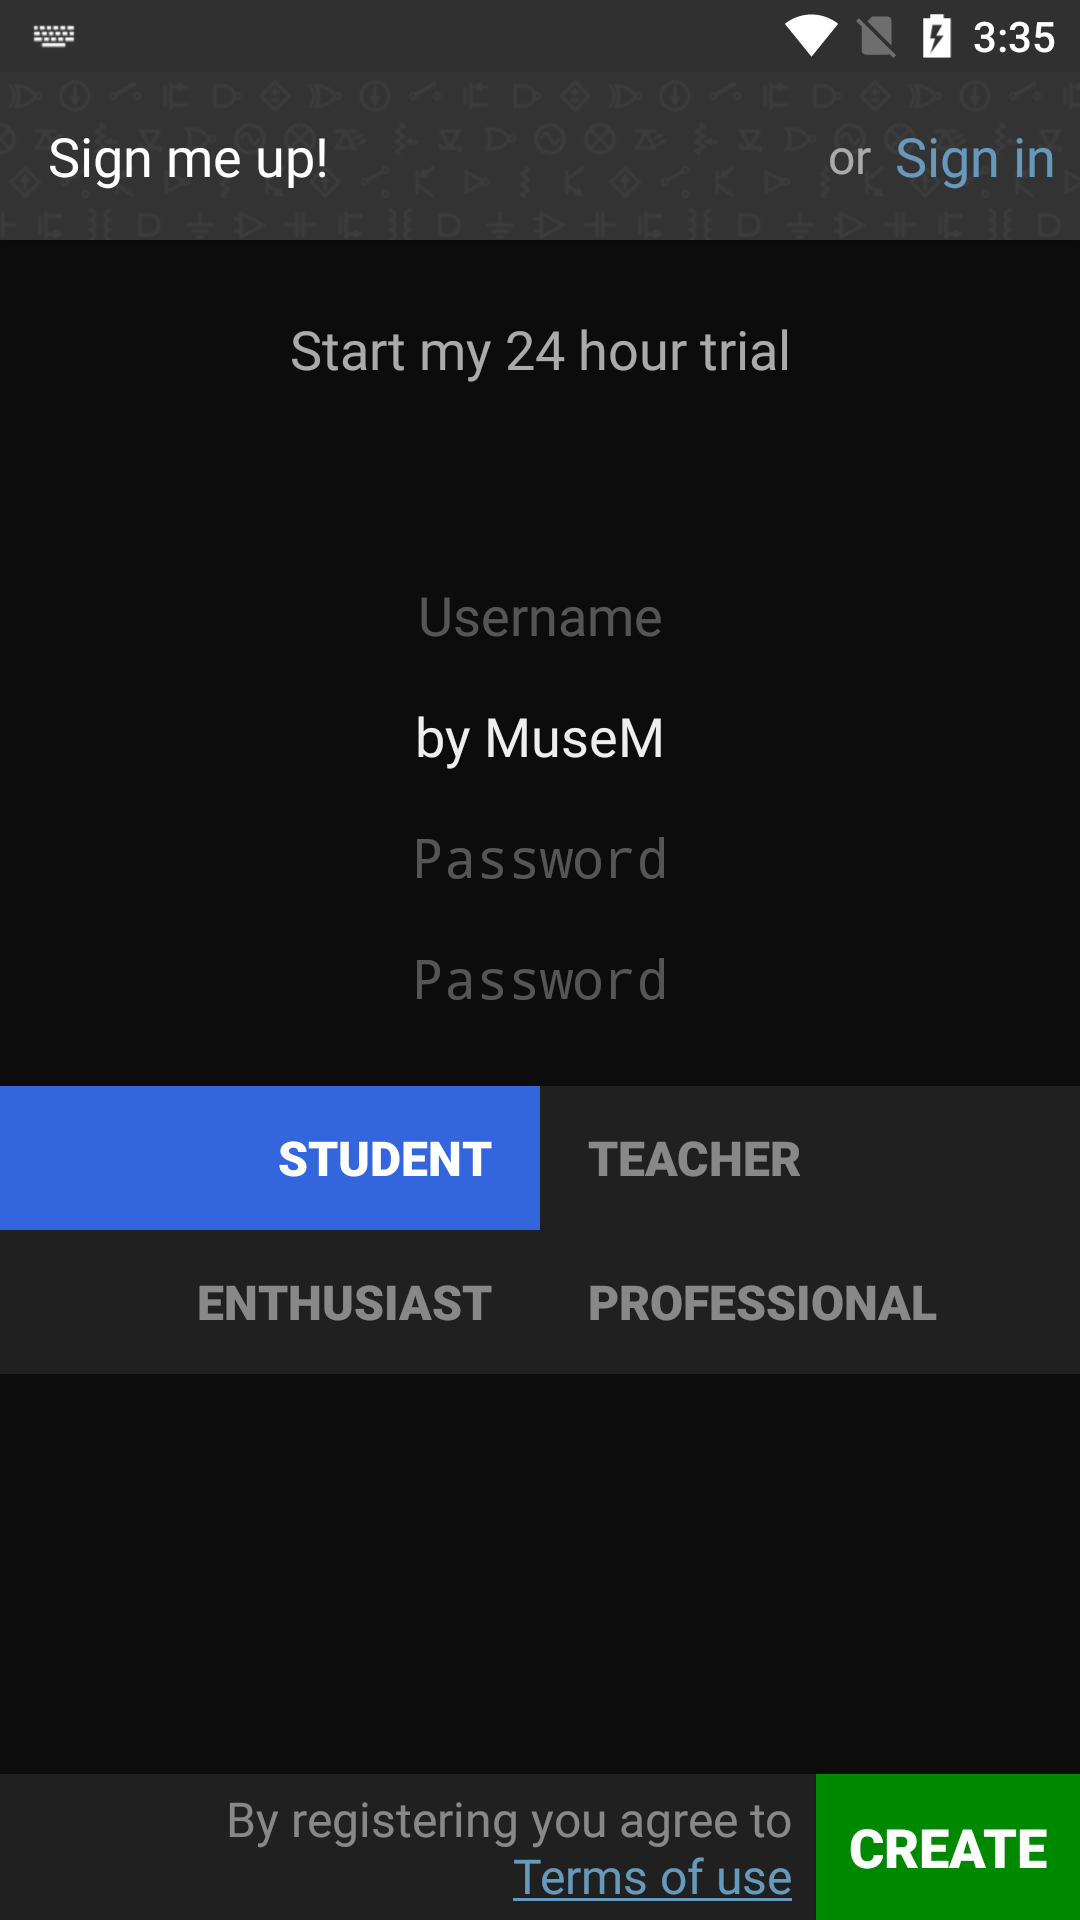 3:35
Sign me up!
or Sign in
Start my 24 hour trial
Username
by MuseM
Password
Password
STUDENT
TEACHER
ENTHUSIAST
PROFESSIONAL
By registering you agree to
Terms of use
CREATE